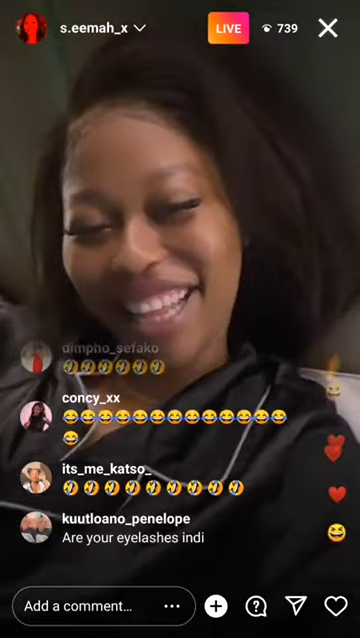 s.eemah_x
LIVE
739
dimpho_sefako
🤣🤣🤣🤣🤣🤣
concy_xx
😂😂😂😂😂😂😂😂😂😂😂😂😂
😂
its_me_katso_
🤣🤣🤣🤣🤣🤣🤣🤣🤣
kuutloano_penelope
Are your eyelashes indi
Add a comment...